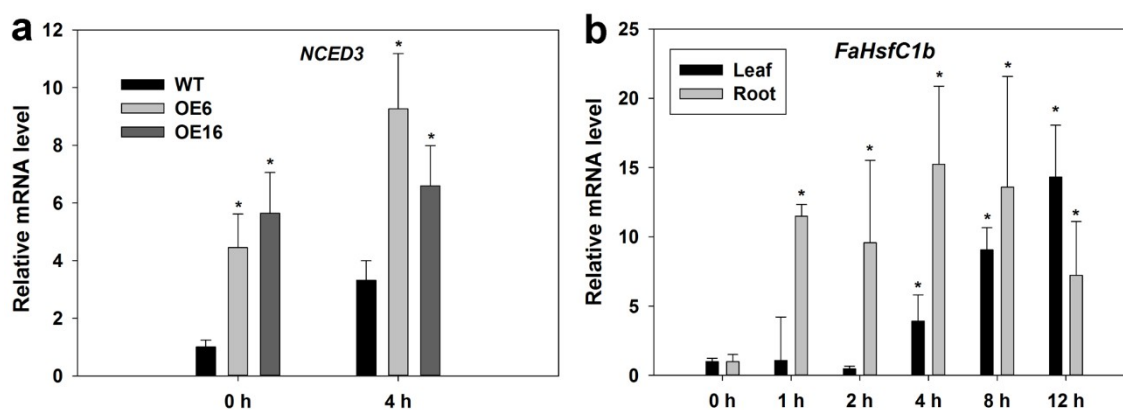 a
NCED3
WT
OE6
OE16
Relative mRNA level
12
10
8
6
4
2
0
* * * *
0 h 4 h
b
FaHsfC1b
Leaf
Root
Relative mRNA level
25
20
15
10
5
0
* * * * * * * *
0 h 1 h 2 h 4 h 8 h 12 h